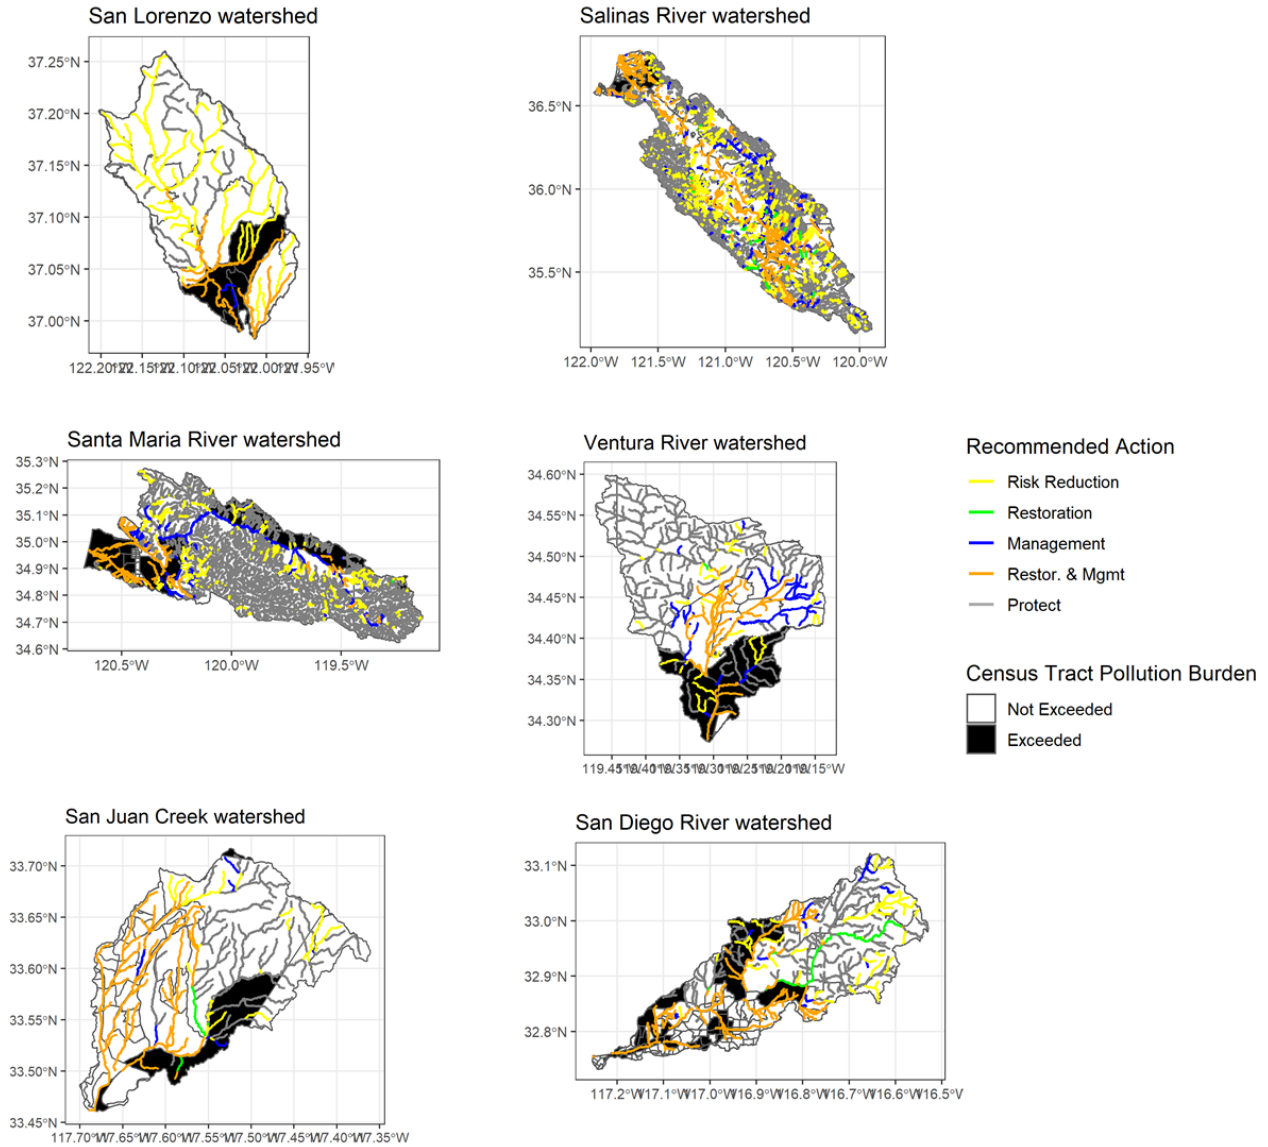 San Lorenzo watershed
37.25°N
37.20°N
37.15°N
37.10°N
37.05°N
37.00°N
Salinas River watershed
36.5°N
36.0°N
35.5°N
122.0°W 121.5°W 121.0°W 120.5°W 120.0°W
Santa Maria River watershed
35.3°N
35.2°N
35.1°N
35.0°N
34.9°N
34.8°N
34.7°N
34.6°N
120.5°W 120.0°W 119.5°W
Ventura River watershed
34.60°N
34.55°N
34.50°N
34.45°N
34.40°N
34.35°N
34.30°N
Recommended Action
Risk Reduction
Restoration
Management
Restor. & Mgmt
Protect
Census Tract Pollution Burden
Not Exceeded
Exceeded
San Juan Creek watershed
33.70°N
33.65°N
33.60°N
33.55°N
33.50°N
33.45°N
San Diego River watershed
33.1°N
33.0°N
32.9°N
32.8°N